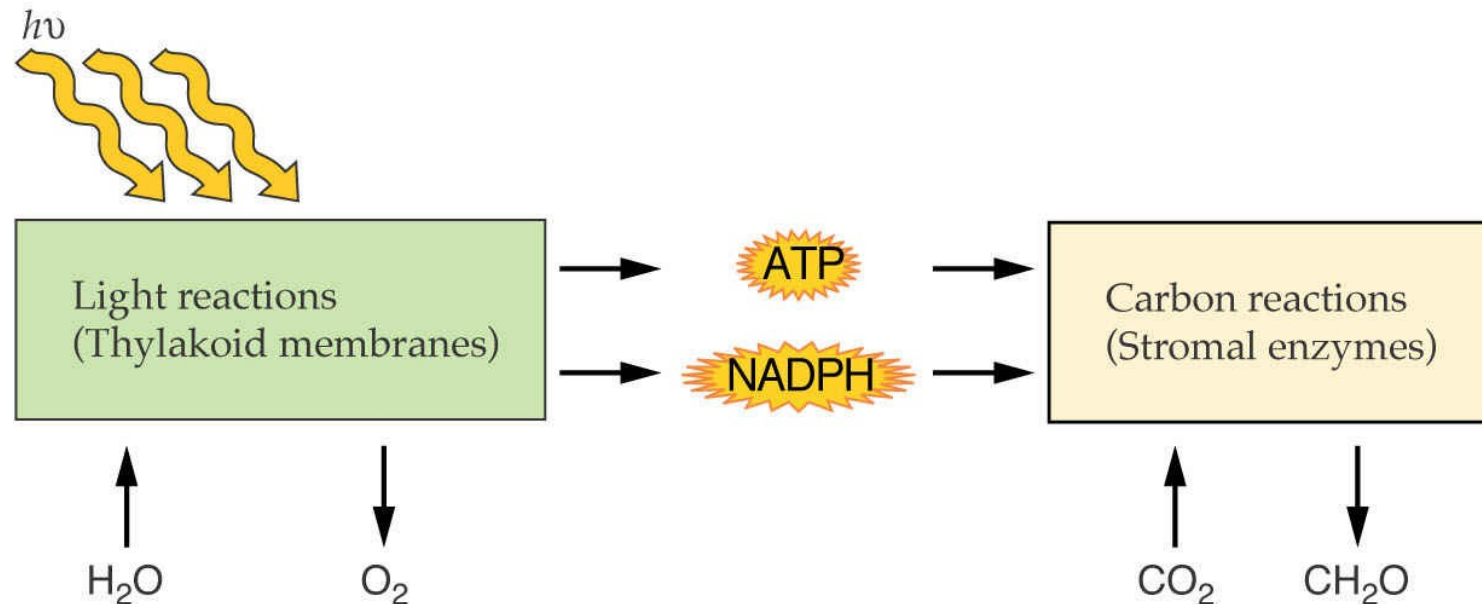 hυ
Light reactions
(Thylakoid membranes)
ATP
NADPH
Carbon reactions
(Stromal enzymes)
H₂O
O₂
CO₂
CH₂O